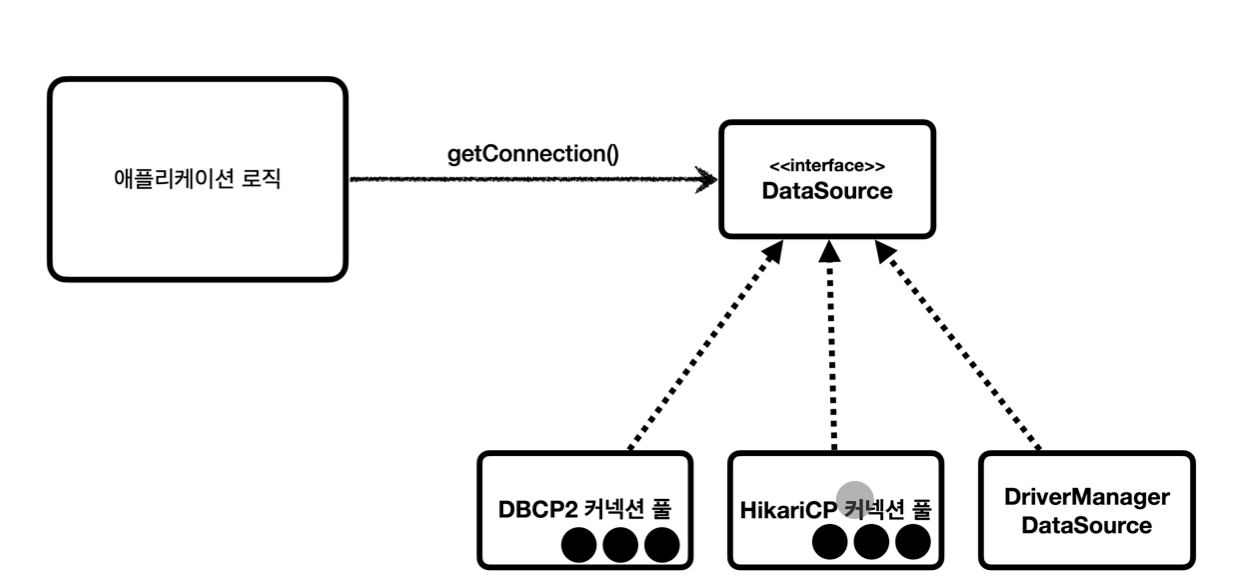 애플리케이션 로직
getConnection()
<<interface>>
DataSource
DBCP2 커넥션 풀
HikariCP 커넥션 풀
DriverManager
DataSource